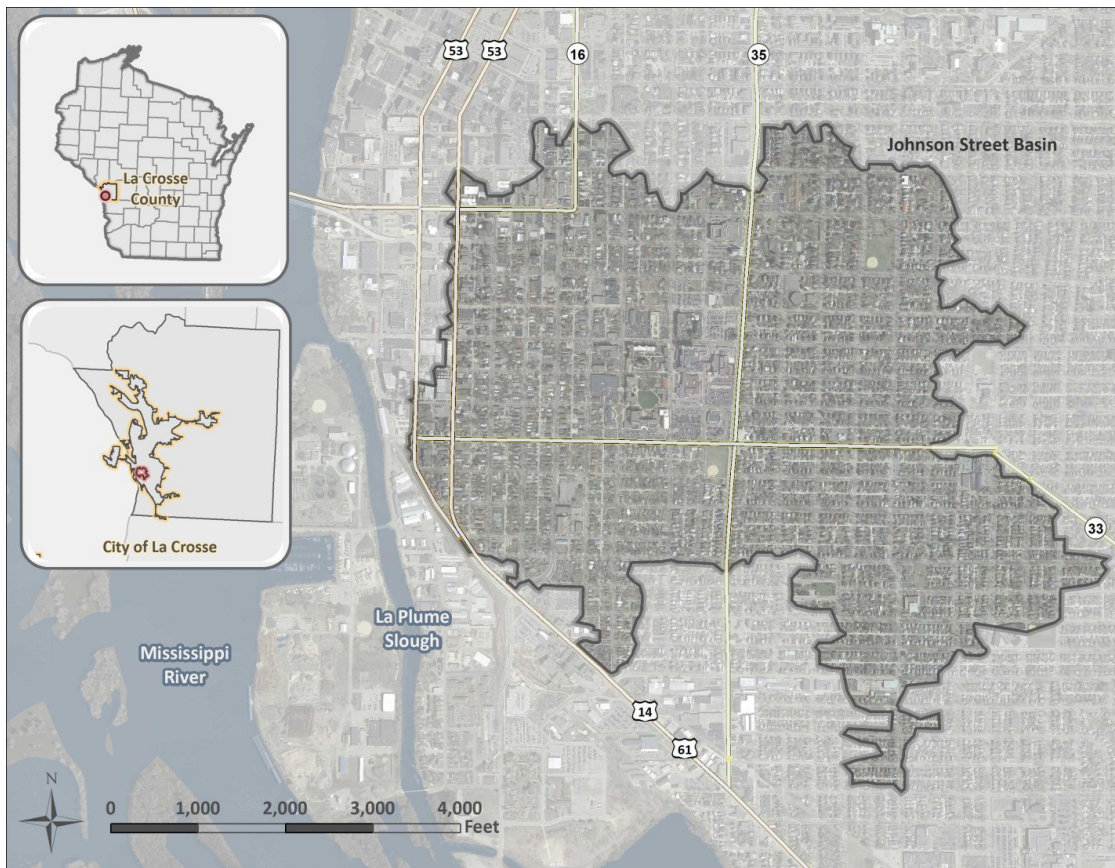 53
53
16
35
Johnson Street Basin
La Crosse
County
City of La Crosse
33
La Plume
Slough
Mississippi
River
14
61
N
0
1,000
2,000
3,000
4,000
Feet